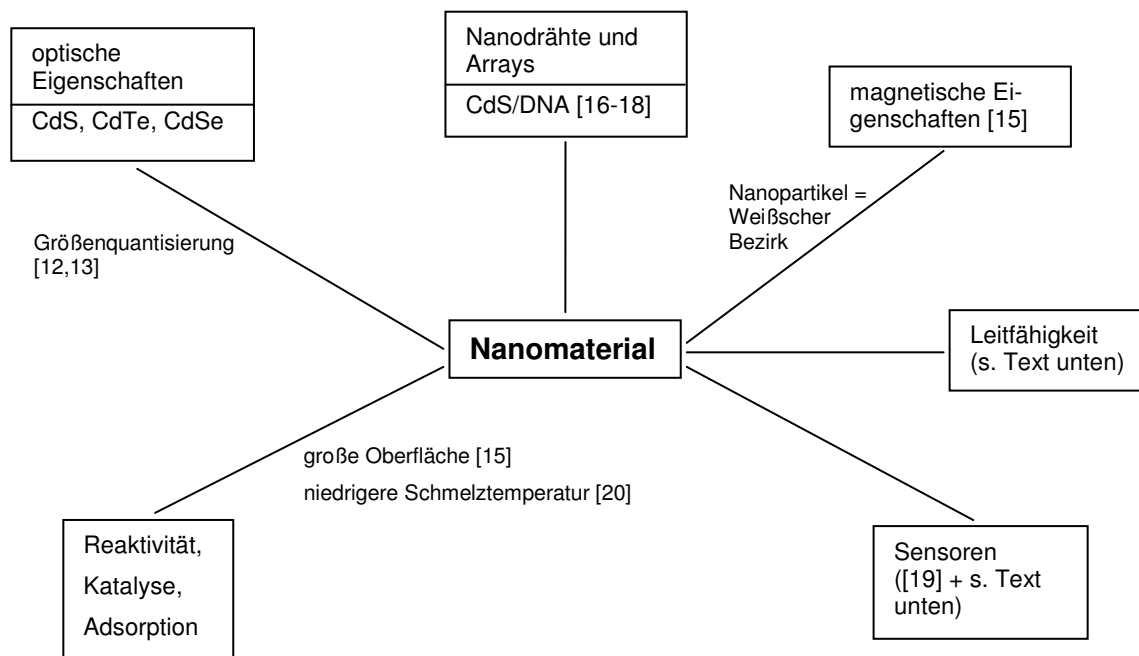 optische
Eigenschaften
CdS, CdTe, CdSe
Nanodrähte und
Arrays
CdS/DNA [16-18]
magnetische Ei-
genschaften [15]
Größenquantisierung
[12,13]
Nanopartikel =
Weißscher
Bezirk
Nanomaterial
Leitfähigkeit
(s. Text unten)
große Oberfläche [15]
niedrigere Schmelztemperatur [20]
Reaktivität,
Katalyse,
Adsorption
Sensoren
([19] + s. Text
unten)